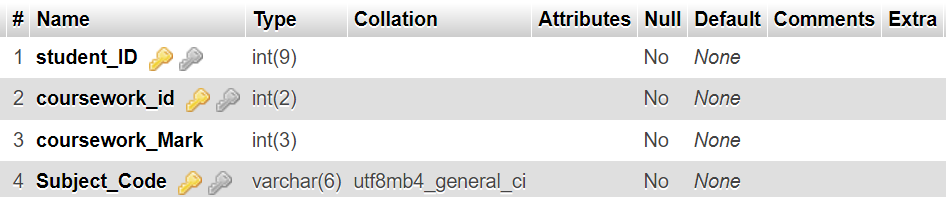 # Name Type Collation Attributes Null Default Comments Extra
1 student_ID int(9) No None
2 coursework_id int(2) No None
3 coursework_Mark int(3) No None
4 Subject_Code varchar(6) utf8mb4_general_ci No None